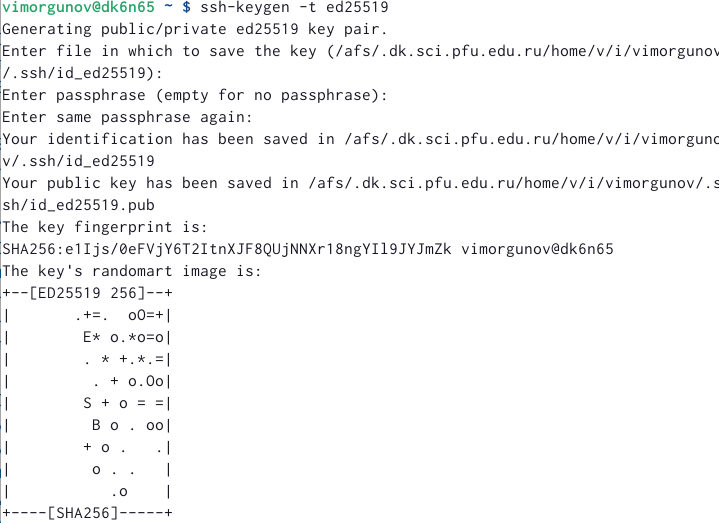 vimorgunov@dk6n65 ~ $ ssh-keygen -t ed25519
Generating public/private ed25519 key pair.
Enter file in which to save the key (/afs/.dk.sci.pfu.edu.ru/home/v/i/vimorgunov
/.ssh/id_ed25519):
Enter passphrase (empty for no passphrase):
Enter same passphrase again:
Your identification has been saved in /afs/.dk.sci.pfu.edu.ru/home/v/i/vimorguno
v/.ssh/id_ed25519
Your public key has been saved in /afs/.dk.sci.pfu.edu.ru/home/v/i/vimorgunov/.s
sh/id_ed25519.pub
The key fingerprint is:
SHA256:e1Ijs/0eFVjY6T2ItnXJF8QUjNNXr18ngYIl9JYJmZk vimorgunov@dk6n65
The key's randomart image is:
+--[ED25519 256]--+
|       .+=.  oO=+|
|        E* o.*o=o|
|        . * +.*.=|
|         . + o.Oo|
|        S + o = =|
|         B o . oo|
|        + o .   .|
|         o . .   |
|           .o    |
+----[SHA256]-----+